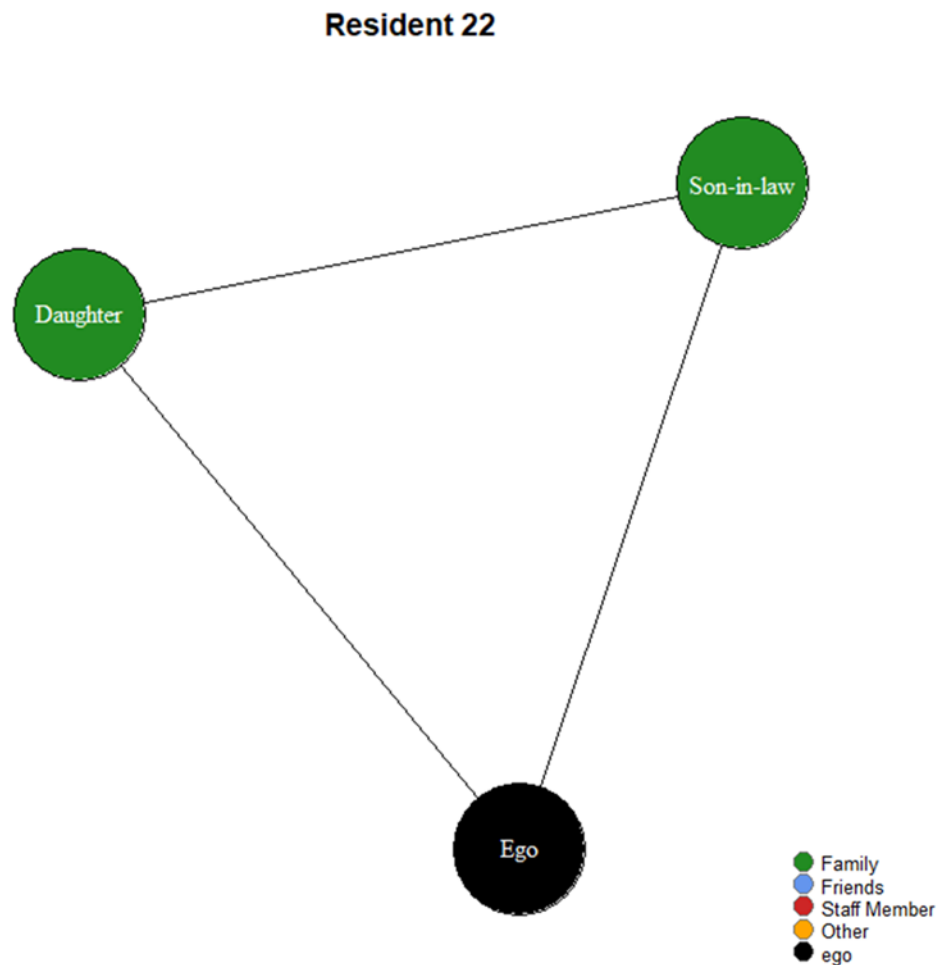 Resident 22
Son-in-law
Daughter
Ego
Family
Friends
Staff Member
Other
ego